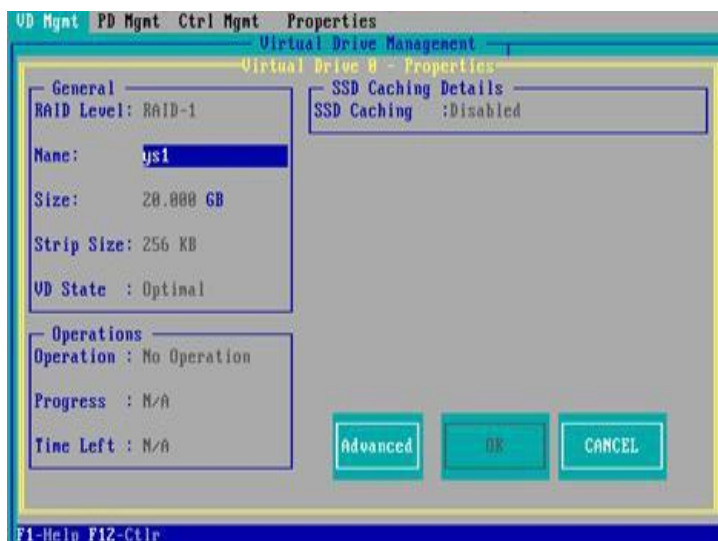 VD Mgmt PD Mgmt Ctrl Mgmt Properties
Virtual Drive Management
Virtual Drive 0 - Properties
General
RAID Level: RAID-1
Name: ys1
Size: 20.000 GB
Strip Size: 256 KB
VD State : Optimal
Operations
Operation : No Operation
Progress : N/A
Time Left : N/A
SSD Caching Details
SSD Caching :Disabled
Advanced
OK
CANCEL
F1-Help F12-Ctlr